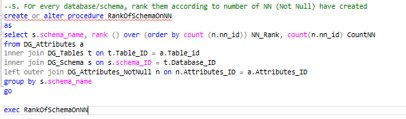 --5. FOr every database/schema, rank them according to number of NN (Not Null) have created
create or alter procedure RankOfSchemaOnNN
as
select s.schema_name, rank () over (order by count (n.nn_id)) NN_Rank, count(n.nn_id) CountNN
from DG_Attributes a
inner join DG_Tables t on t.Table_ID = a.Table_id
inner join DG_Schema s on s.schema_ID = t.Database_ID
left outer join DG_Attributes_NotNull n on n.Attributes_ID = a.Attributes_ID
group by s.schema_name
go
exec RankOfSchemaOnNN